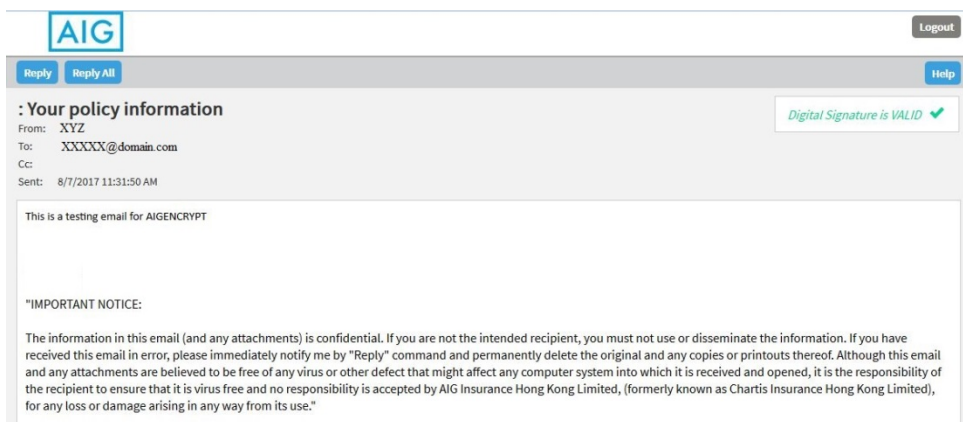 AIG
Logout
Reply Reply All
Help
: Your policy information
Digital Signature is VALID
From: XYZ
To: XXXXX@domain.com
Cc:
Sent: 8/7/2017 11:31:50 AM
This is a testing email for AIGENCRYPT
"IMPORTANT NOTICE:
The information in this email (and any attachments) is confidential. If you are not the intended recipient, you must not use or disseminate the information. If you have
received this email in error, please immediately notify me by "Reply" command and permanently delete the original and any copies or printouts thereof. Although this email
and any attachments are believed to be free of any virus or other defect that might affect any computer system into which it is received and opened, it is the responsibility of
the recipient to ensure that it is virus free and no responsibility is accepted by AIG Insurance Hong Kong Limited, (formerly known as Chartis Insurance Hong Kong Limited),
for any loss or damage arising in any way from its use."